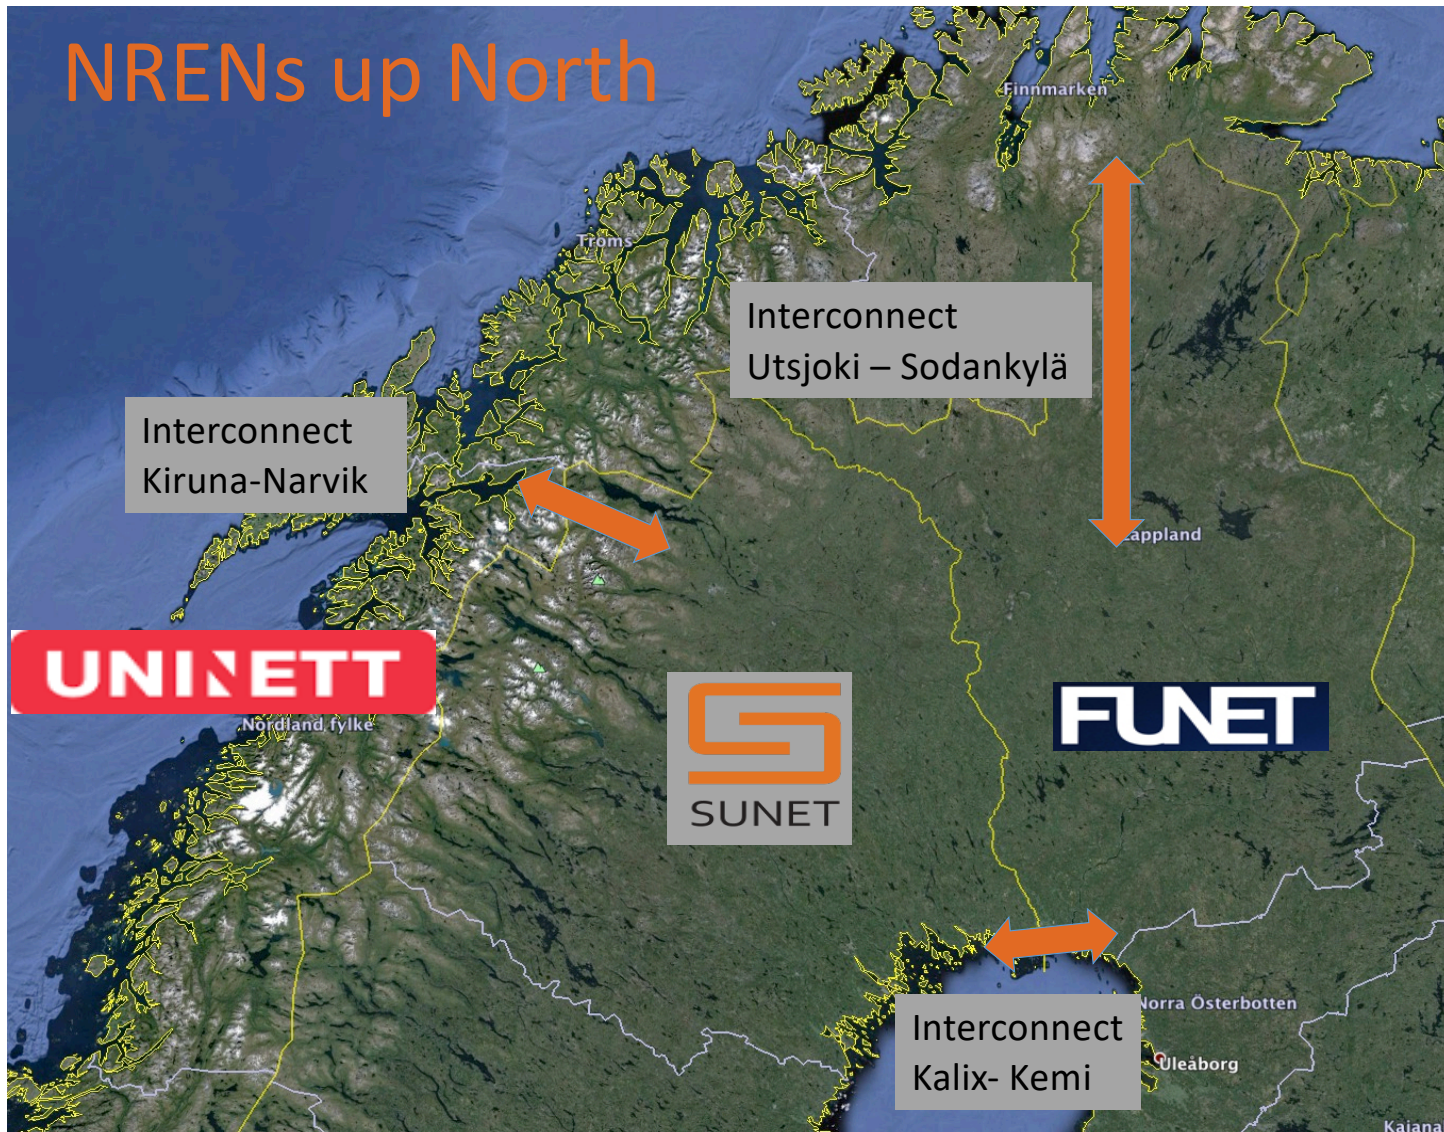 NRENs up North
Finnmarken
Troms
Interconnect
Utsjoki – Sodankylä
Interconnect
Kiruna-Narvik
Lappland
UNINETT
Nordland fylke
SUNET
FUNET
Norra Österbotten
Interconnect
Kalix- Kemi
Uleåborg
Kajana